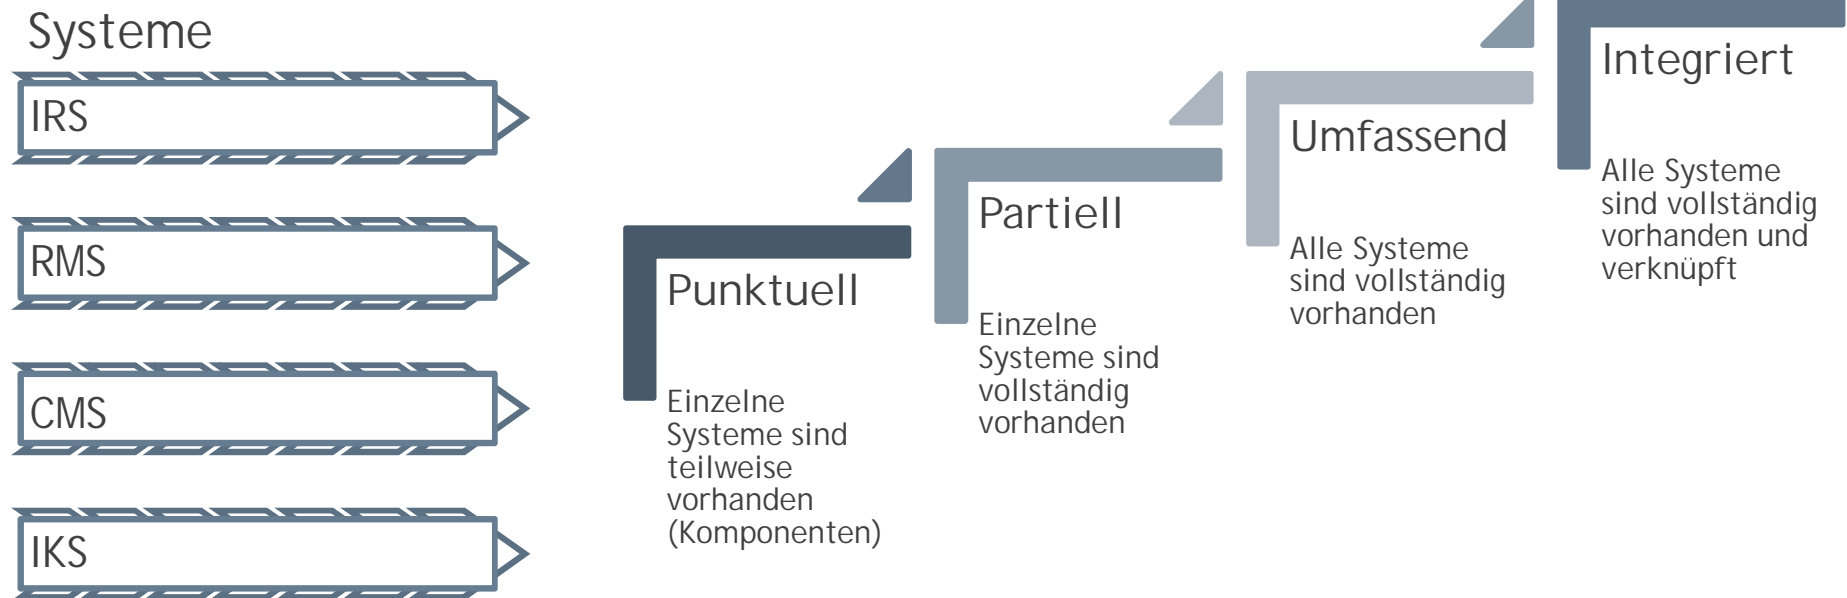 Systeme
IRS
RMS
CMS
IKS
Punktuell
Einzelne
Systeme sind
teilweise
vorhanden
(Komponenten)
Partiell
Einzelne
Systeme sind
vollständig
vorhanden
Umfassend
Alle Systeme
sind vollständig
vorhanden
Integriert
Alle Systeme
sind vollständig
vorhanden und
verknüpft